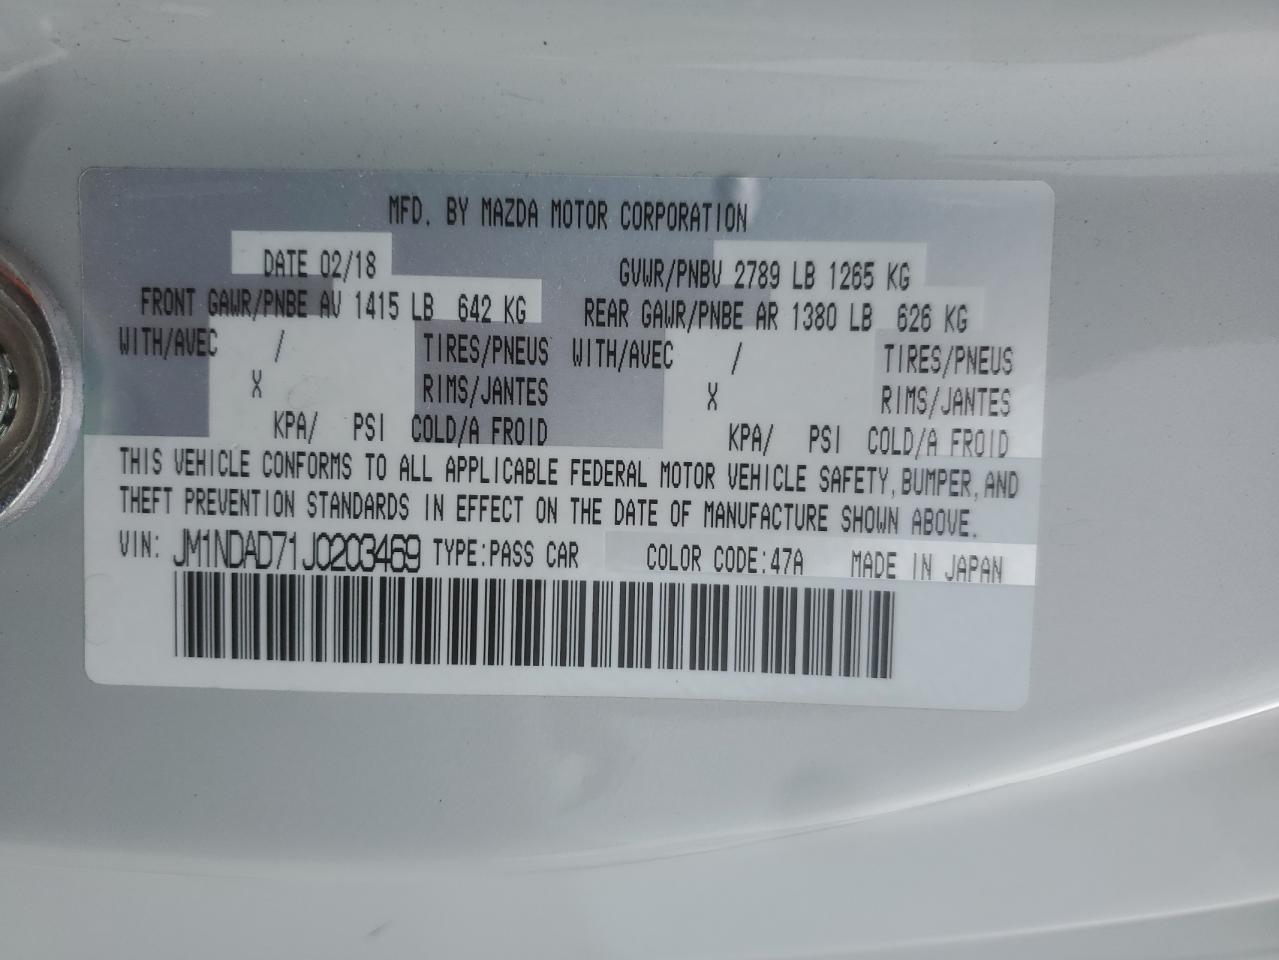 MFD. BY MAZDA MOTOR CORPORATION
DATE 02/18 GVWR/PNBV 2789 LB 1265 KG
FRONT GAWR/PNBE AV 1415 LB 642 KG REAR GAWR/PNBE AR 1380 LB 626 KG
WITH/AVEC / TIRES/PNEUS WITH/AVEC / TIRES/PNEUS
X RIMS/JANTES X RIMS/JANTES
KPA/ PSI COLD/A FROID KPA/ PSI COLD/A FROID
THIS VEHICLE CONFORMS TO ALL APPLICABLE FEDERAL MOTOR VEHICLE SAFETY, BUMPER, AND
THEFT PREVENTION STANDARDS IN EFFECT ON THE DATE OF MANUFACTURE SHOWN ABOVE.
VIN: JM1NDAD71J0203469 TYPE:PASS CAR COLOR CODE:47A MADE IN JAPAN